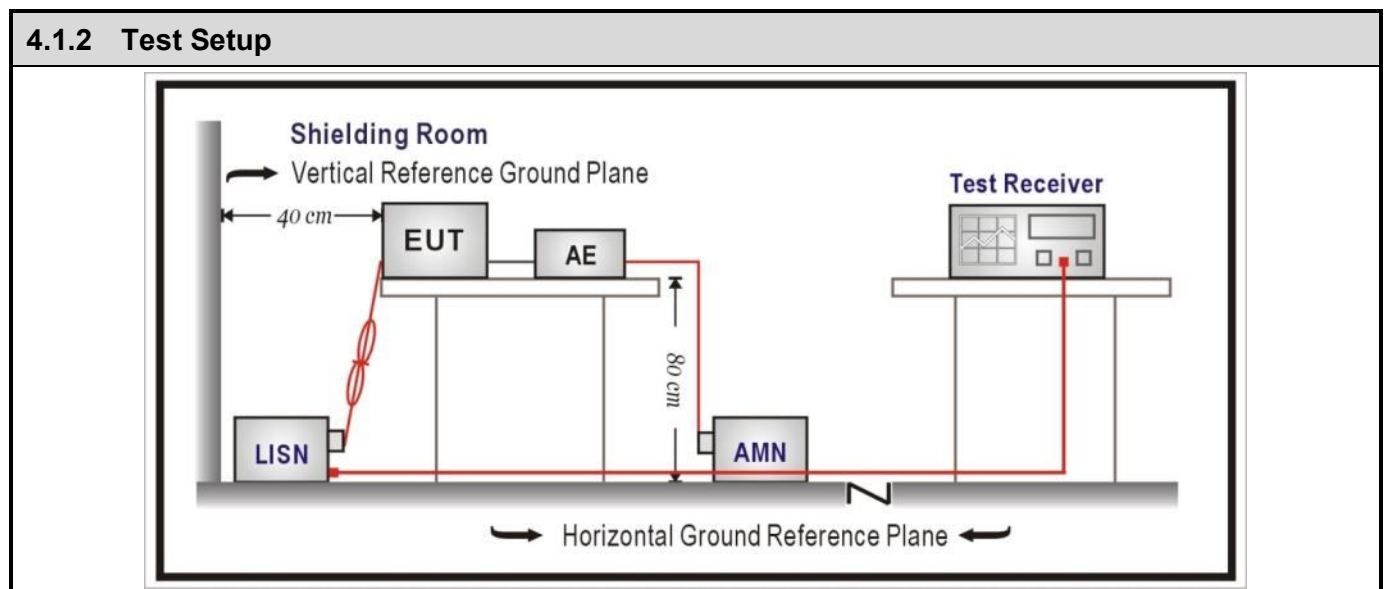 4.1.2 Test Setup
Shielding Room
Vertical Reference Ground Plane
40 cm
EUT
AE
Test Receiver
80 cm
LISN
AMN
Horizontal Ground Reference Plane